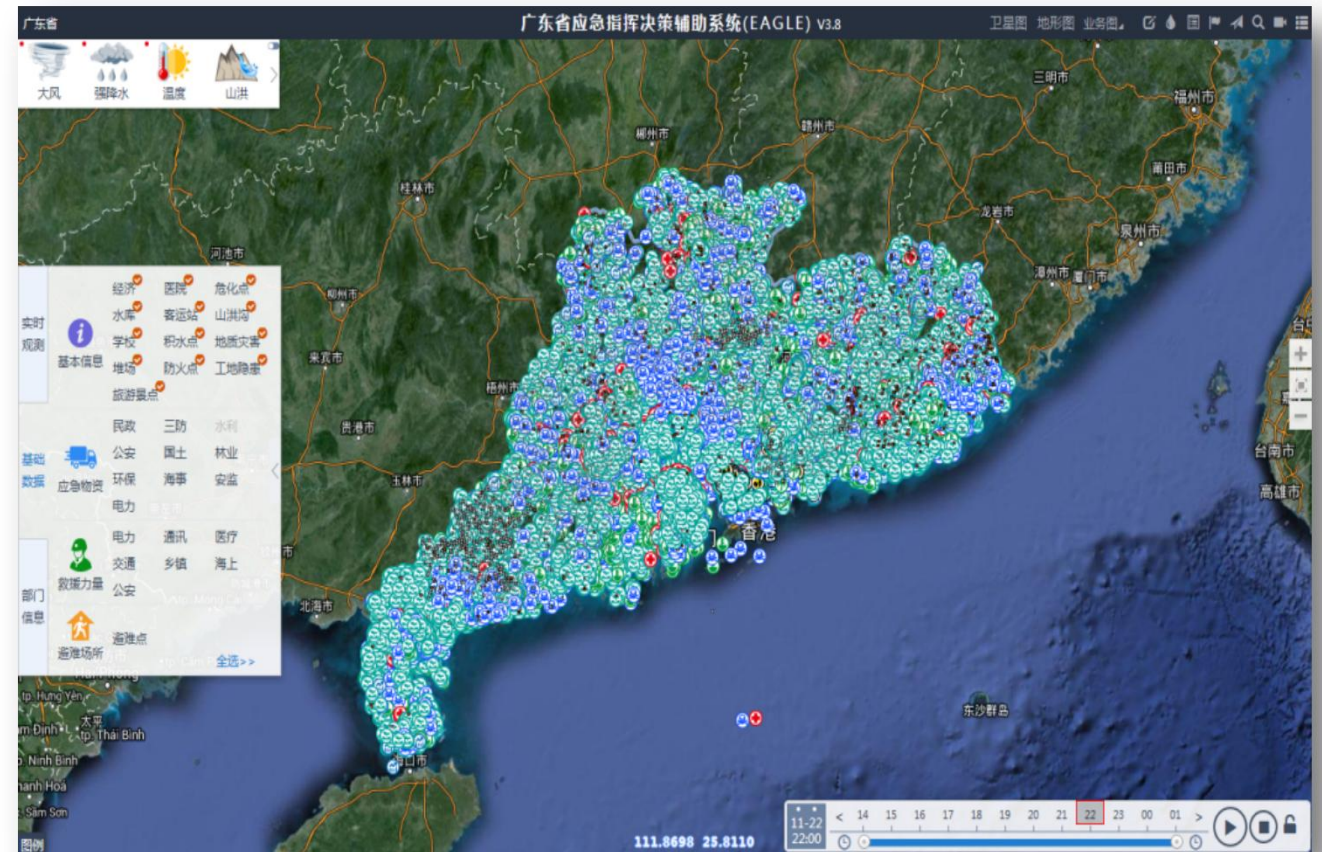 广东省
广东省应急指挥决策辅助系统(EAGLE) V3.8
卫星图 地形图 业务图
大风 强降水 温度 山洪
三明市
福州市
郴州市
赣州市
莆田市
桂林市
龙岩市
泉州市
河池市
漳州市
厦门市
柳州市
来宾市
梧州市
贵港市
玉林市
台南市
高雄市
香港
北海市
东沙群岛
海口市
实时
观测
基本信息
经济 医院 危化点
水库 客运站 山洪沟
学校 积水点 地质灾害
堆场 防火点 工地隐患
旅游景点
基础
数据
应急物资
民政 三防 水利
公安 国土 林业
环保 海事 安监
电力
部门
信息
救援力量
电力 通讯 医疗
交通 乡镇 海上
公安
避难场所
避难点
全选>>
tp. Hưng Yên
太平
tp. Thái Bình
Ninh Bình
Thanh Hoá
Sầm Sơn
图例
111.8698 25.8110
11-22
22:00
< 14 15 16 17 18 19 20 21 22 23 00 01 >